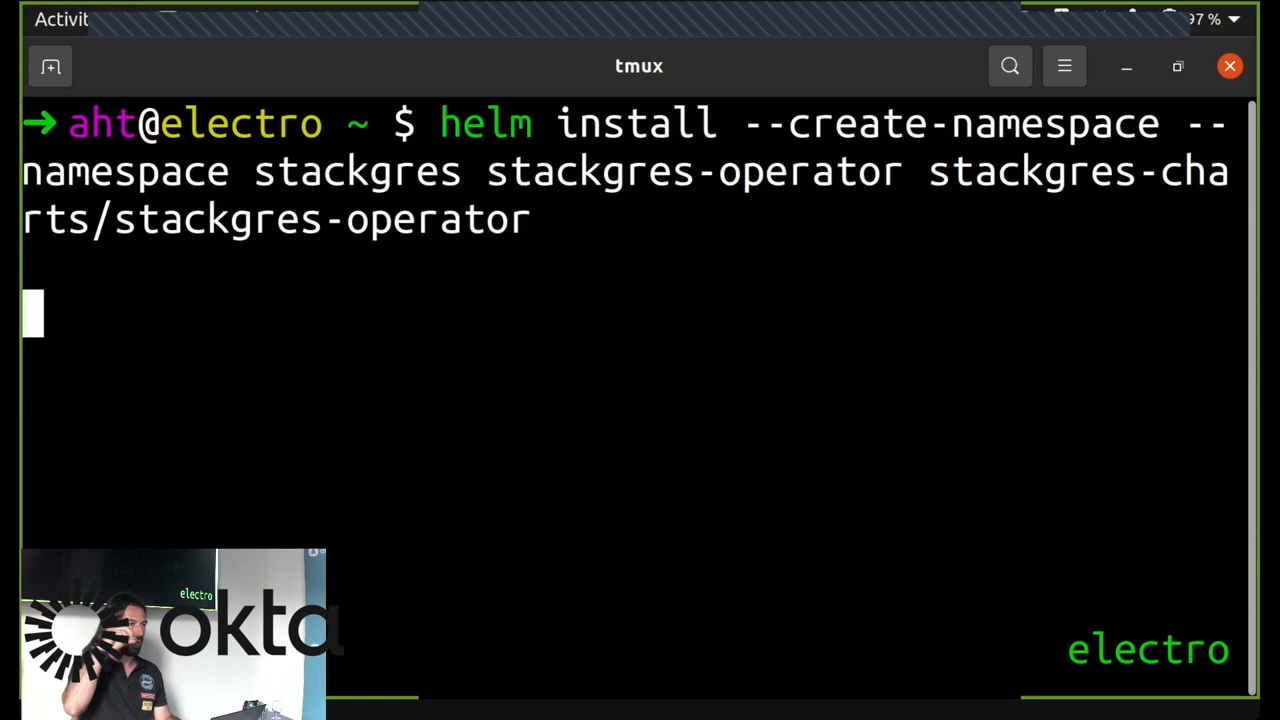 Activit
97 %
tmux
➜ aht@electro ~ $ helm install --create-namespace --
namespace stackgres stackgres-operator stackgres-cha
rts/stackgres-operator
electro
okta
electro